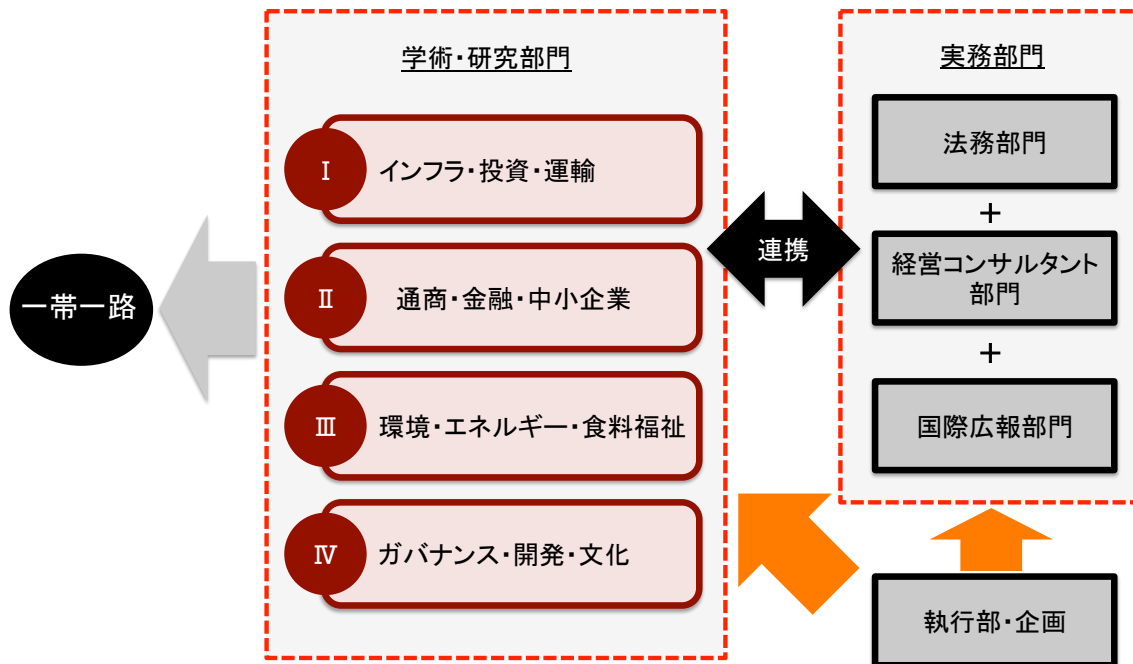 学術・研究部門
Ⅰ
インフラ・投資・運輸
Ⅱ
通商・金融・中小企業
Ⅲ
環境・エネルギー・食料福祉
Ⅳ
ガバナンス・開発・文化
一帯一路
連携
実務部門
法務部門
+
経営コンサルタント
部門
+
国際広報部門
執行部・企画